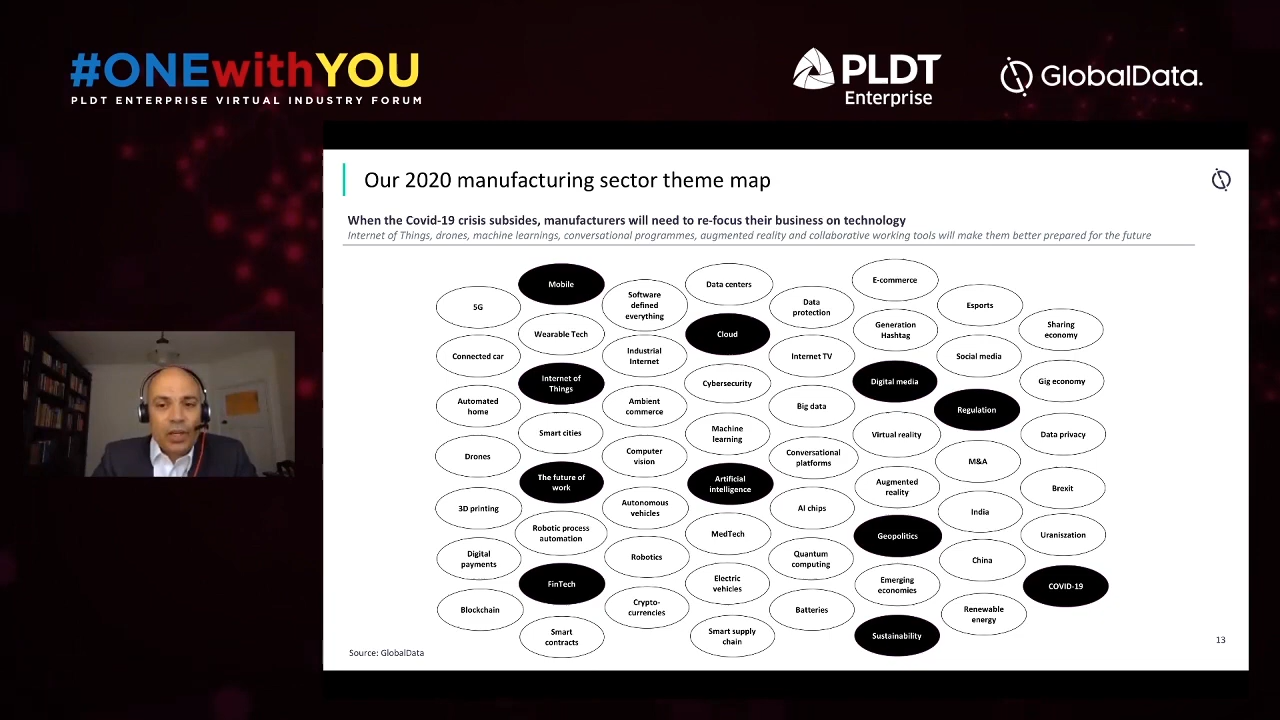 #ONEwithYOU
PLDT ENTERPRISE VIRTUAL INDUSTRY FORUM
PLDT
Enterprise
GlobalData.
Our 2020 manufacturing sector theme map
When the Covid-19 crisis subsides, manufacturers will need to re-focus their business on technology
Internet of Things, drones, machine learnings, conversational programmes, augmented reality and collaborative working tools will make them better prepared for the future
5G
Connected car
Automated
home
Drones
3D printing
Digital
payments
Blockchain
Mobile
Wearable Tech
Internet of
Things
Smart cities
The future of
work
Robotic process
automation
FinTech
Smart
contracts
Software
defined
everything
Industrial
Internet
Ambient
commerce
Computer
vision
Autonomous
vehicles
Robotics
Crypto-
currencies
Data centers
Cloud
Cybersecurity
Machine
learning
Artificial
intelligence
MedTech
Electric
vehicles
Smart supply
chain
Data
protection
Internet TV
Big data
Conversational
platforms
AI chips
Quantum
computing
Batteries
E-commerce
Generation
Hashtag
Digital media
Virtual reality
Augmented
reality
Geopolitics
Emerging
economies
Sustainability
Esports
Social media
Regulation
M&A
India
China
Renewable
energy
Sharing
economy
Gig economy
Data privacy
Brexit
Uraniszation
COVID-19
Source: GlobalData
13